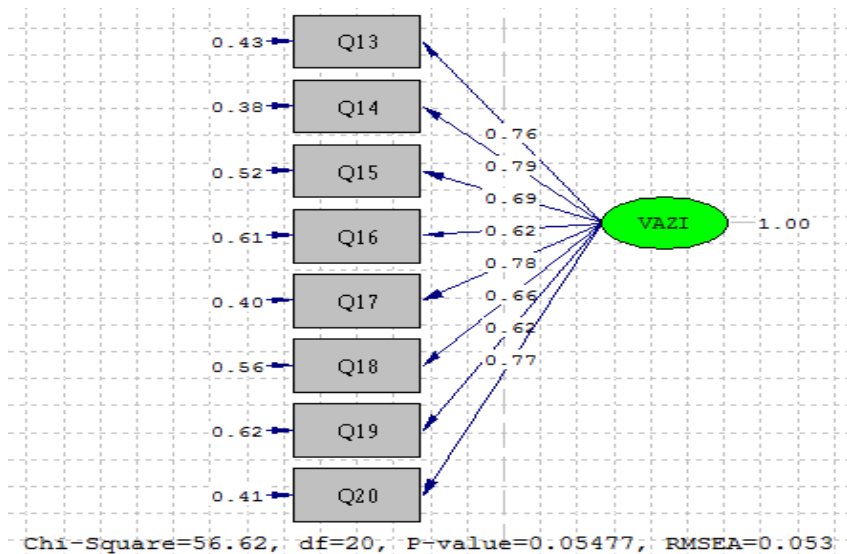 0.43 Q13
0.38 Q14
0.76
0.79
0.52 Q15
0.69
0.61 Q16
0.62
VAZI 1.00
0.78
0.40 Q17
0.66
0.62
0.56 Q18
0.77
0.62 Q19
0.41 Q20
Chi-Square=56.62, df=20, P-value=0.05477, RMSEA=0.053